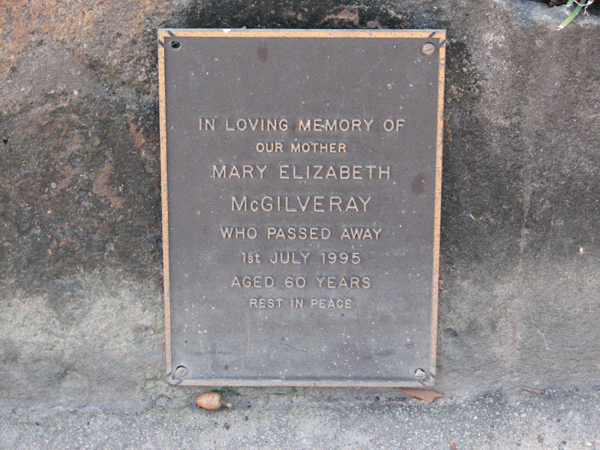 IN LOVING MEMORY OF
OUR MOTHER
MARY ELIZABETH
McGILVERAY
WHO PASSED AWAY
1st JULY 1995
AGED 60 YEARS
REST IN PEACE